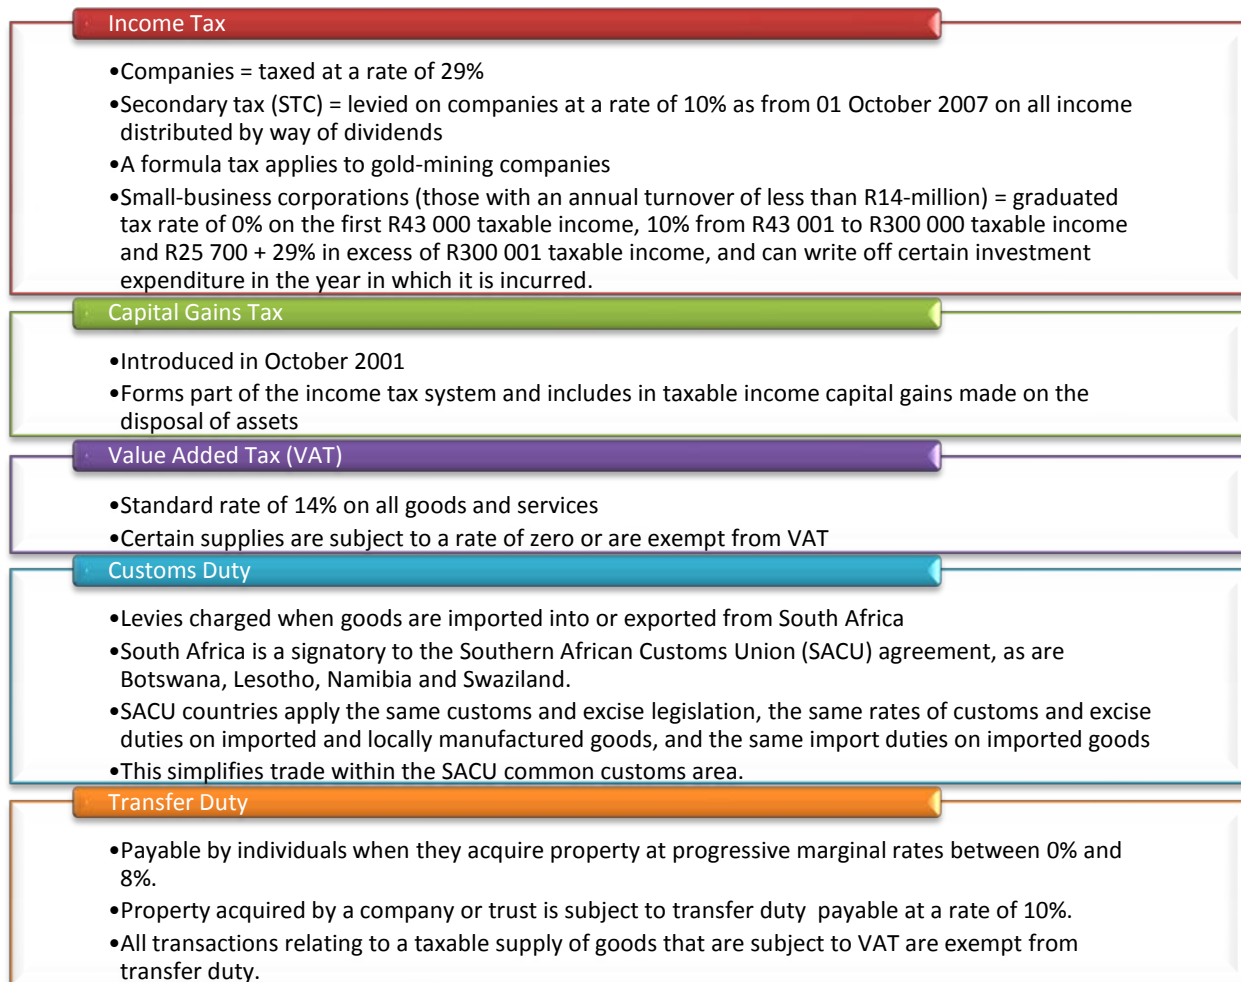 Income Tax
•Companies = taxed at a rate of 29%
•Secondary tax (STC) = levied on companies at a rate of 10% as from 01 October 2007 on all income
distributed by way of dividends
•A formula tax applies to gold-mining companies
•Small-business corporations (those with an annual turnover of less than R14-million) = graduated
tax rate of 0% on the first R43 000 taxable income, 10% from R43 001 to R300 000 taxable income
and R25 700 + 29% in excess of R300 001 taxable income, and can write off certain investment
expenditure in the year in which it is incurred.
Capital Gains Tax
•Introduced in October 2001
•Forms part of the income tax system and includes in taxable income capital gains made on the
disposal of assets
Value Added Tax (VAT)
•Standard rate of 14% on all goods and services
•Certain supplies are subject to a rate of zero or are exempt from VAT
Customs Duty
•Levies charged when goods are imported into or exported from South Africa
•South Africa is a signatory to the Southern African Customs Union (SACU) agreement, as are
Botswana, Lesotho, Namibia and Swaziland.
•SACU countries apply the same customs and excise legislation, the same rates of customs and excise
duties on imported and locally manufactured goods, and the same import duties on imported goods
•This simplifies trade within the SACU common customs area.
Transfer Duty
•Payable by individuals when they acquire property at progressive marginal rates between 0% and
8%.
•Property acquired by a company or trust is subject to transfer duty payable at a rate of 10%.
•All transactions relating to a taxable supply of goods that are subject to VAT are exempt from
transfer duty.